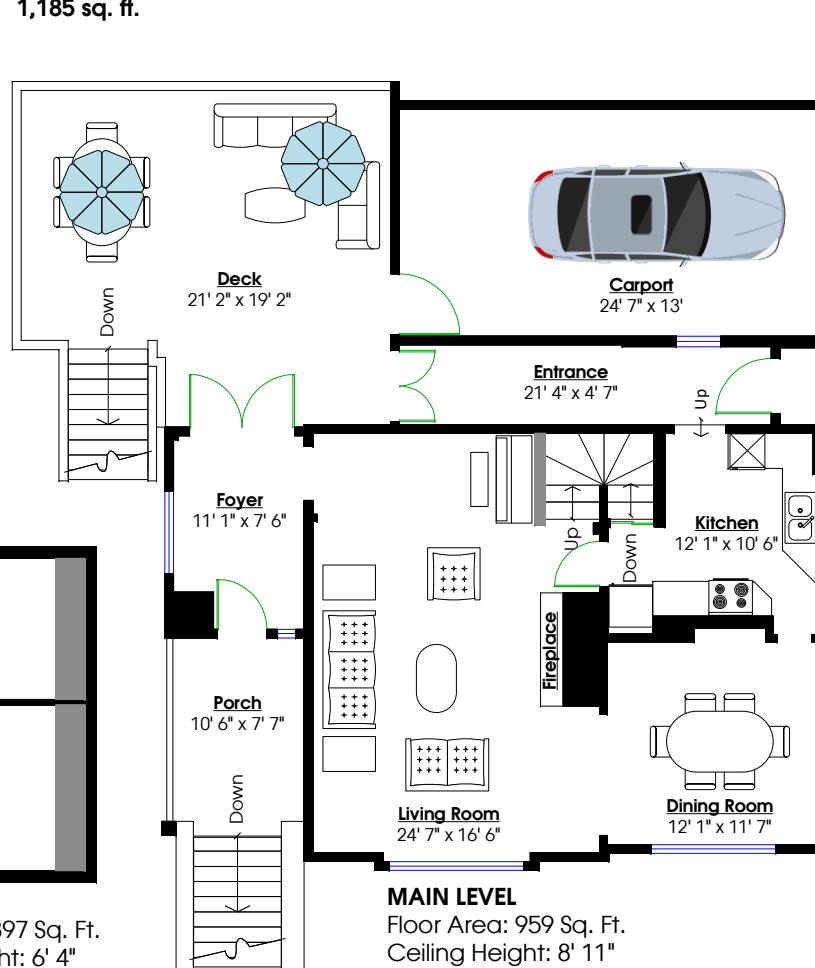 1,185 sq. ft.
Deck
21' 2" x 19' 2"
Down
Carport
24' 7" x 13'
Entrance
21' 4" x 4' 7"
Up
Foyer
11' 1" x 7' 6"
Kitchen
12' 1" x 10' 6"
Up
Down
Fireplace
Porch
10' 6" x 7' 7"
Down
Living Room
24' 7" x 16' 6"
Dining Room
12' 1" x 11' 7"
MAIN LEVEL
Floor Area: 959 Sq. Ft.
Ceiling Height: 8' 11"
897 Sq. Ft.
ht: 6' 4"